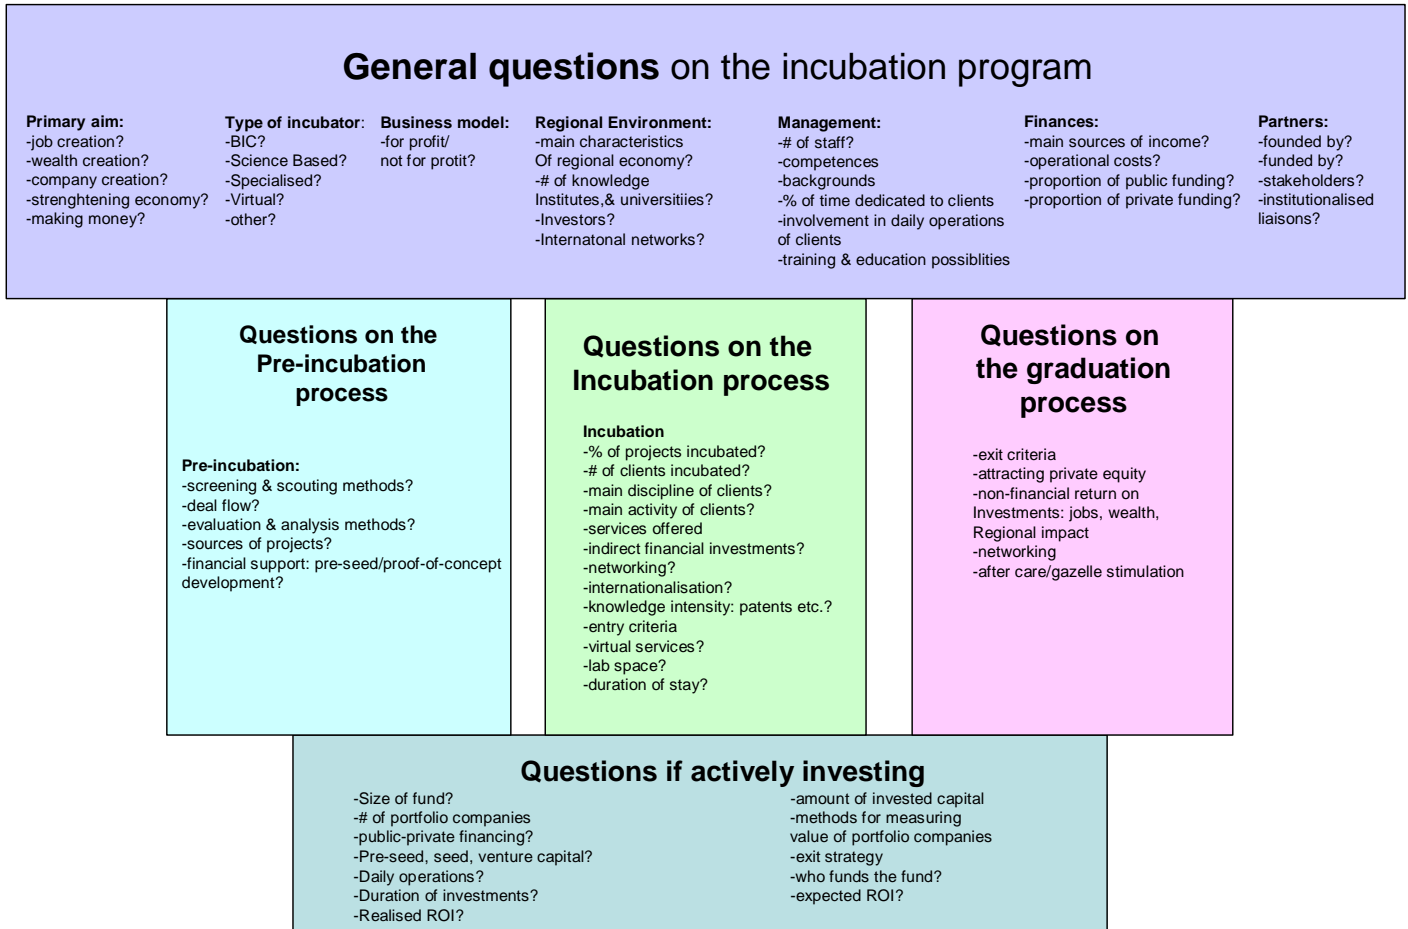 General questions on the incubation program
Primary aim:
-job creation?
-wealth creation?
-company creation?
-strenghtening economy?
-making money?
Type of incubator:
-BIC?
-Science Based?
-Specialised?
-Virtual?
-other?
Business model:
-for profit/
not for protit?
Regional Environment:
-main characteristics
Of regional economy?
-# of knowledge
Institutes,& universitiies?
-Investors?
-Internatonal networks?
Management:
-# of staff?
-competences
-backgrounds
-% of time dedicated to clients
-involvement in daily operations
of clients
-training & education possiblities
Finances:
-main sources of income?
-operational costs?
-proportion of public funding?
-proportion of private funding?
Partners:
-founded by?
-funded by?
-stakeholders?
-institutionalised
liaisons?
Questions on the
Pre-incubation
process
Pre-incubation:
-screening & scouting methods?
-deal flow?
-evaluation & analysis methods?
-sources of projects?
-financial support: pre-seed/proof-of-concept
development?
Questions on the
Incubation process
Incubation
-% of projects incubated?
-# of clients incubated?
-main discipline of clients?
-main activity of clients?
-services offered
-indirect financial investments?
-networking?
-internationalisation?
-knowledge intensity: patents etc.?
-entry criteria
-virtual services?
-lab space?
-duration of stay?
Questions on
the graduation
process
-exit criteria
-attracting private equity
-non-financial return on
Investments: jobs, wealth,
Regional impact
-networking
-after care/gazelle stimulation
Questions if actively investing
-Size of fund?
-# of portfolio companies
-public-private financing?
-Pre-seed, seed, venture capital?
-Daily operations?
-Duration of investments?
-Realised ROI?
-amount of invested capital
-methods for measuring
value of portfolio companies
-exit strategy
-who funds the fund?
-expected ROI?